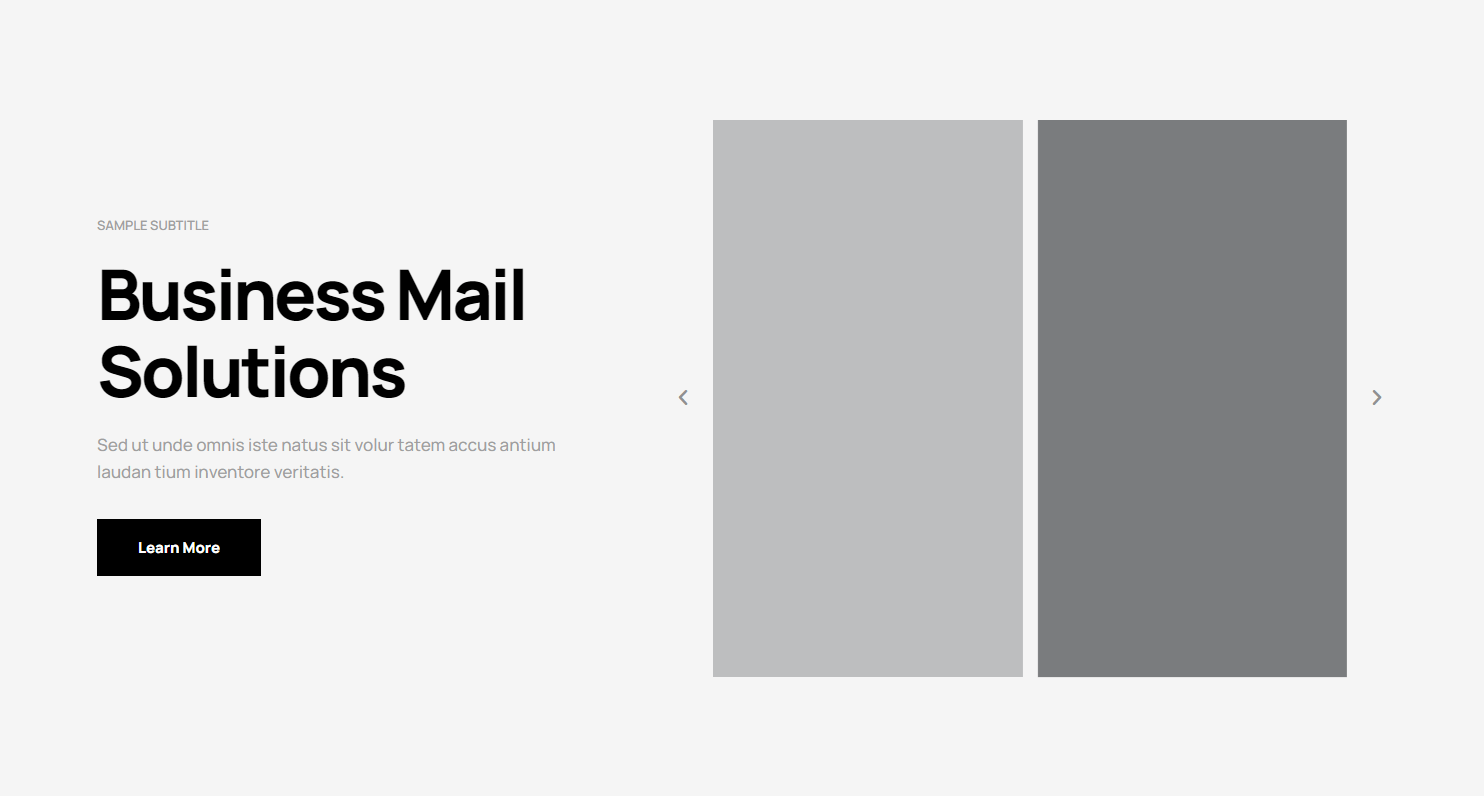 SAMPLE SUBTITLE
Business Mail
Solutions
Sed ut unde omnis iste natus sit volur tatem accus antium
laudan tium inventore veritatis.
Learn More